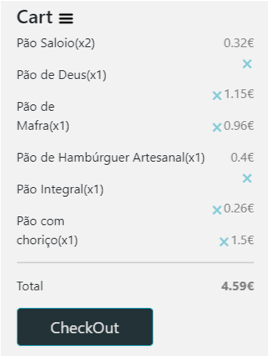 Cart
Pão Saloio(x2) 0.32€
Pão de Deus(x1)
1.15€
Pão de
Mafra(x1) 0.96€
Pão de Hambúrguer Artesanal(x1) 0.4€
Pão Integral(x1)
0.26€
Pão com
choriço(x1) 1.5€
Total 4.59€
CheckOut